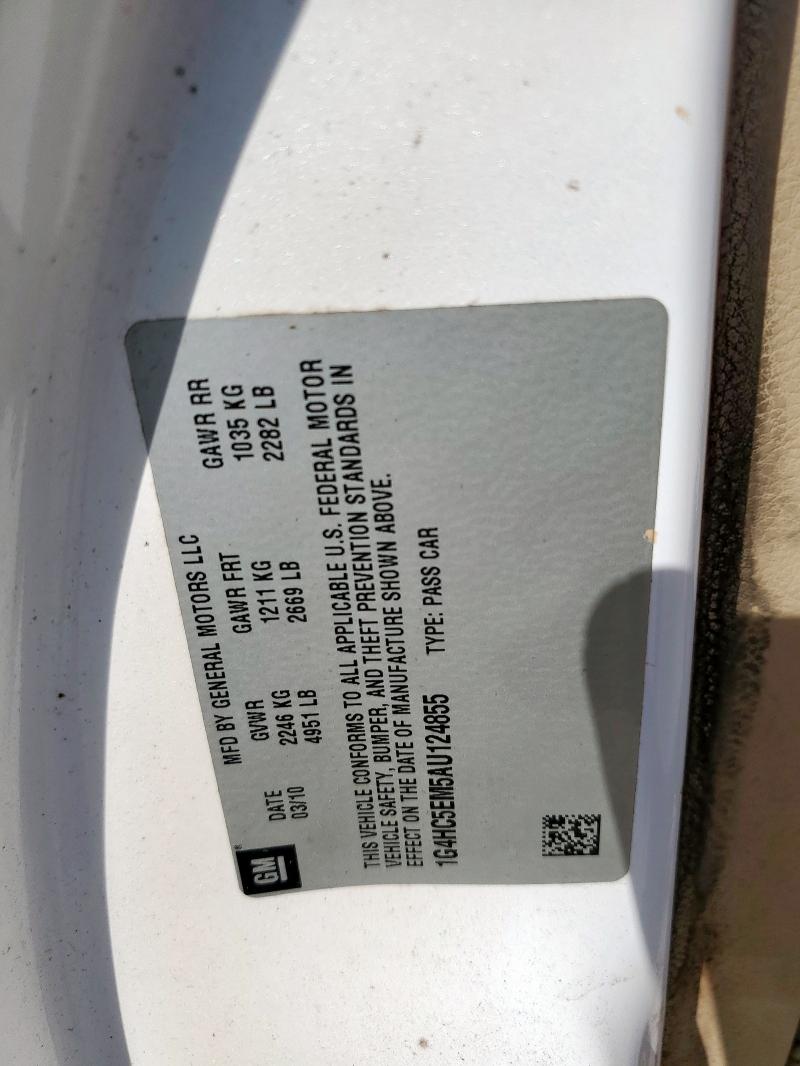 GM
MFD BY GENERAL MOTORS LLC
DATE GVWR GAWR FRT GAWR RR
03/10 2246 KG 1211 KG 1035 KG
4951 LB 2669 LB 2282 LB
THIS VEHICLE CONFORMS TO ALL APPLICABLE U.S. FEDERAL MOTOR
VEHICLE SAFETY, BUMPER, AND THEFT PREVENTION STANDARDS IN
EFFECT ON THE DATE OF MANUFACTURE SHOWN ABOVE.
1G4HC5EM5AU124855 TYPE: PASS CAR